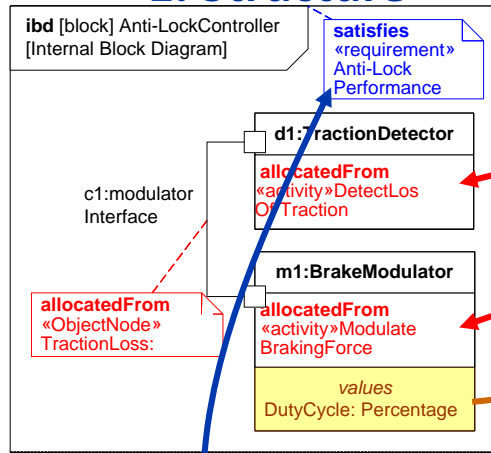 ibd [block] Anti-LockController
[Internal Block Diagram]
satisfies
«requirement»
Anti-Lock
Performance
d1:TractionDetector
allocatedFrom
«activity»DetectLos
Of Traction
c1:modulator
Interface
m1:BrakeModulator
allocatedFrom
«activity»Modulate
BrakingForce
allocatedFrom
«ObjectNode»
TractionLoss:
values
DutyCycle: Percentage